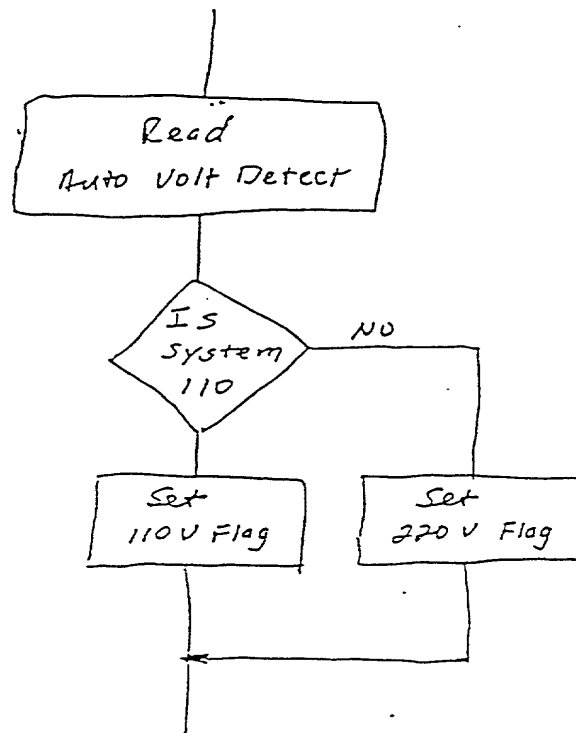 Read
Auto Volt Detect
Is
System
110
NO
Set
110 V Flag
Set
220 V Flag